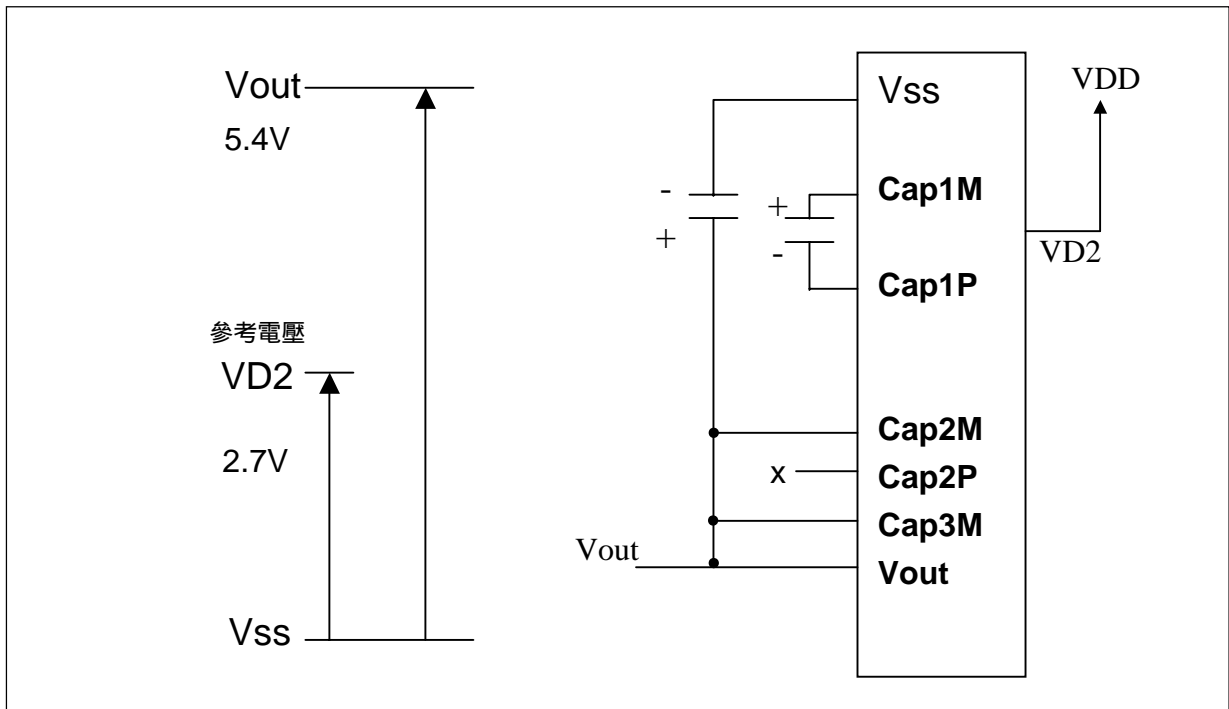 Vout
5.4V
參考電壓
VD2
2.7V
Vss
-
+
+
-
Vout
x
Vss
Cap1M
Cap1P
Cap2M
Cap2P
Cap3M
Vout
VDD
VD2